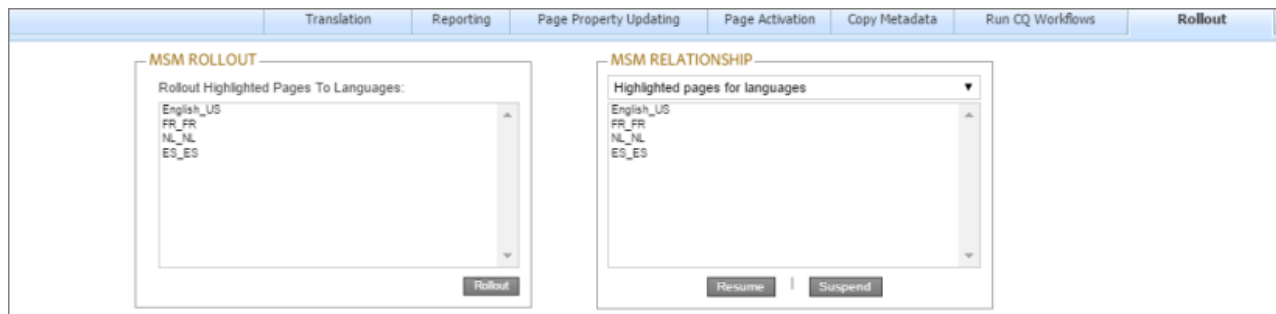 Translation
Reporting
Page Property Updating
Page Activation
Copy Metadata
Run CQ Workflows
Rollout
MSM ROLLOUT
Rollout Highlighted Pages To Languages:
English_US
FR_FR
NL_NL
ES_ES
Rollout
MSM RELATIONSHIP
Highlighted pages for languages
English_US
FR_FR
NL_NL
ES_ES
Resume | Suspend